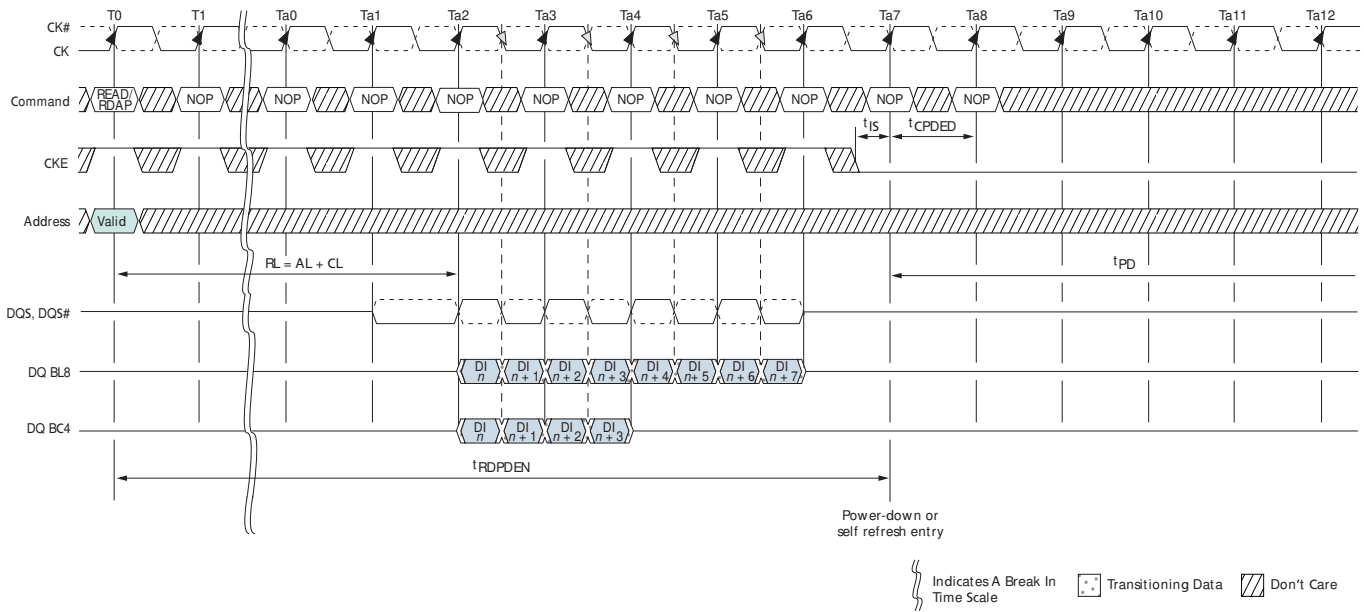 T0 T1 Ta0 Ta1 Ta2 Ta3 Ta4 Ta5 Ta6 Ta7 Ta8 Ta9 Ta10 Ta11 Ta12
CK#
CK
Command READ/ RDAP NOP NOP NOP NOP NOP NOP NOP NOP NOP NOP
tIS tCPDED
CKE
Address Valid
RL = AL + CL tPD
DQS, DQS#
DQ BL8 DI n DI n + 1 DI n + 2 DI n + 3 DI n + 4 DI n + 5 DI n + 6 DI n + 7
DQ BC4 DI n DI n + 1 DI n + 2 DI n + 3
tRDPDEN
Power-down or
self refresh entry
Indicates A Break In
Time Scale
Transitioning Data
Don't Care